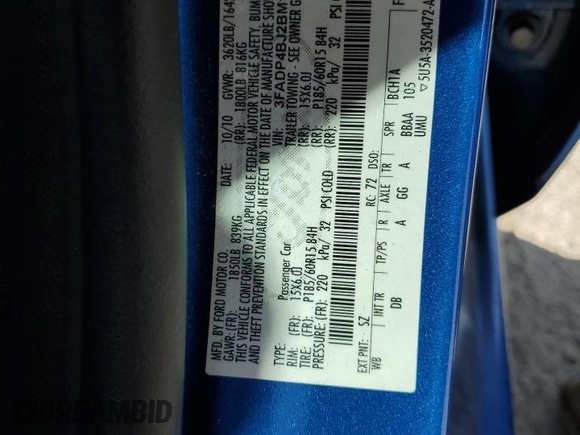 MFD. BY FORD MOTOR CO.
DATE: 10/10 GVWR: 3620LB/
GAWR: (FR): 1850LB 839KG (RR): 1800LB 816KG
THIS VEHICLE CONFORMS TO ALL APPLICABLE FEDERAL MOTOR VEHICLE SAFETY, BUM
AND THEFT PREVENTION STANDARDS IN EFFECT ON THE DATE OF MANUFACTURE SHOWN
VIN: 3FADP4BJ2BM
TYPE: Passenger Car TRAILER TOWING - SEE OWNER G
RIM: (FR): 15X6.0J (RR): 15X6.0J
TIRE: (FR): P185/60R15 84H (RR): P185/60R15 84H
PRESSURE: (FR): 220 kPa/ 32 PSI COLD (RR): 220 kPa/ 32 PSI
EXT PNT: SZ RC: 72 DSO:
WB INT TR TP/PS R AXLE TR SPR
DB A GG A BBAA
BCH1A
105
UMU
▽5U5A-3520472-A
DREAMBID